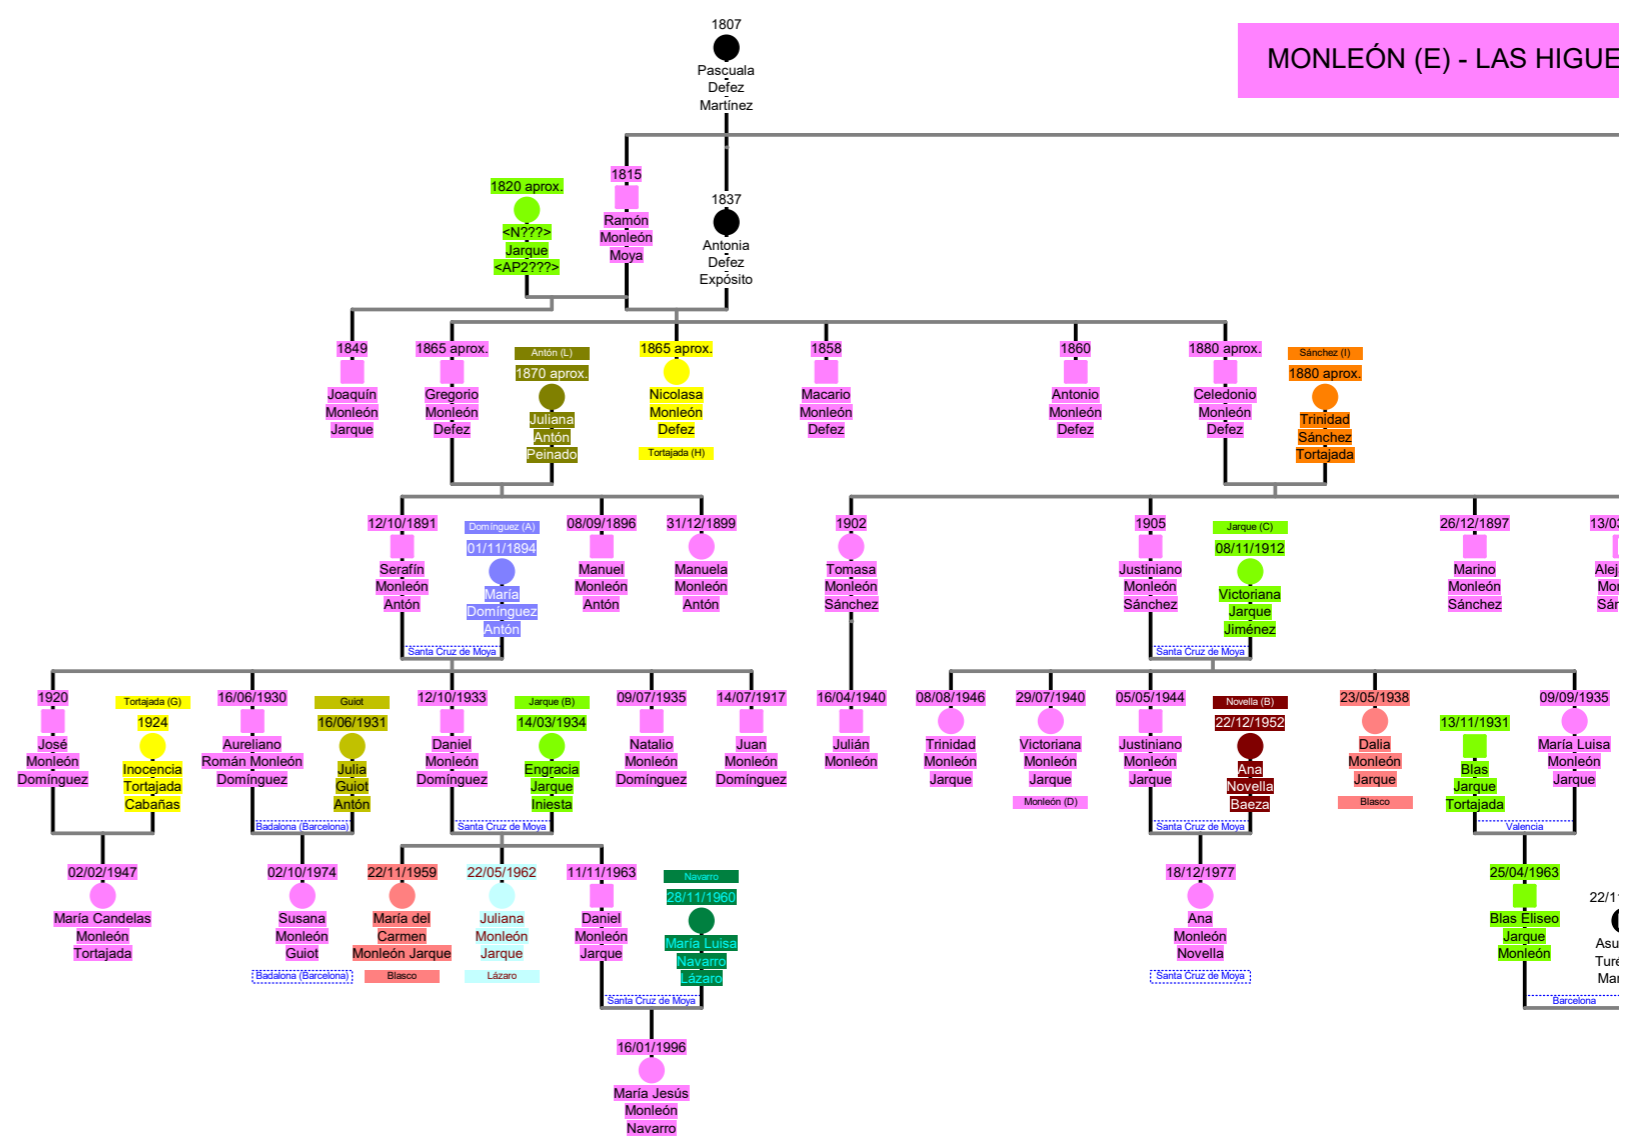 1807
Pascuala
Defez
Martínez
MONLEÓN (E) - LAS HIGUE
1820 aprox.
<N???>
Jarque
<AP2???>
1815
Ramón
Monleón
Moya
1837
Antonia
Defez
Expósito
1849
Joaquín
Monleón
Jarque
1865 aprox.
Gregorio
Monleón
Defez
Antón (L)
1870 aprox.
Juliana
Antón
Peinado
1865 aprox.
Nicolasa
Monleón
Defez
Tortajada (H)
1858
Macario
Monleón
Defez
1860
Antonio
Monleón
Defez
1880 aprox.
Celedonio
Monleón
Defez
Sánchez (I)
1880 aprox.
Trinidad
Sánchez
Tortajada
12/10/1891
Serafín
Monleón
Antón
Domínguez (A)
01/11/1894
María
Domínguez
Antón
Santa Cruz de Moya
08/09/1896
Manuel
Monleón
Antón
31/12/1899
Manuela
Monleón
Antón
1902
Tomasa
Monleón
Sánchez
1905
Justiniano
Monleón
Sánchez
Jarque (C)
08/11/1912
Victoriana
Jarque
Jiménez
Santa Cruz de Moya
26/12/1897
Marino
Monleón
Sánchez
13/03
Alej
Mon
Sán
1920
José
Monleón
Domínguez
Tortajada (G)
1924
Inocencia
Tortajada
Cabañas
16/06/1930
Aureliano
Román Monleón
Domínguez
Guiot
16/06/1931
Julia
Guiot
Antón
Badalona (Barcelona)
12/10/1933
Daniel
Monleón
Domínguez
Jarque (B)
14/03/1934
Engracia
Jarque
Iniesta
Santa Cruz de Moya
09/07/1935
Natalio
Monleón
Domínguez
14/07/1917
Juan
Monleón
Domínguez
16/04/1940
Julián
Monleón
08/08/1946
Trinidad
Monleón
Jarque
29/07/1940
Victoriana
Monleón
Jarque
Monleón (D)
05/05/1944
Justiniano
Monleón
Jarque
Novella (B)
22/12/1952
Ana
Novella
Baeza
Santa Cruz de Moya
23/05/1938
Dalia
Monleón
Jarque
Blasco
13/11/1931
Blas
Jarque
Tortajada
09/09/1935
María Luisa
Monleón
Jarque
Valencia
02/02/1947
María Candelas
Monleón
Tortajada
02/10/1974
Susana
Monleón
Guiot
Badalona (Barcelona)
22/11/1959
María del
Carmen
Monleón Jarque
Blasco
22/05/1962
Juliana
Monleón
Jarque
Lázaro
11/11/1963
Daniel
Monleón
Jarque
Navarro
28/11/1960
María Luisa
Navarro
Lázaro
Santa Cruz de Moya
18/12/1977
Ana
Monleón
Novella
Santa Cruz de Moya
25/04/1963
Blas Eliseo
Jarque
Monleón
22/1
Asu
Turé
Mar
Barcelona
16/01/1996
María Jesús
Monleón
Navarro